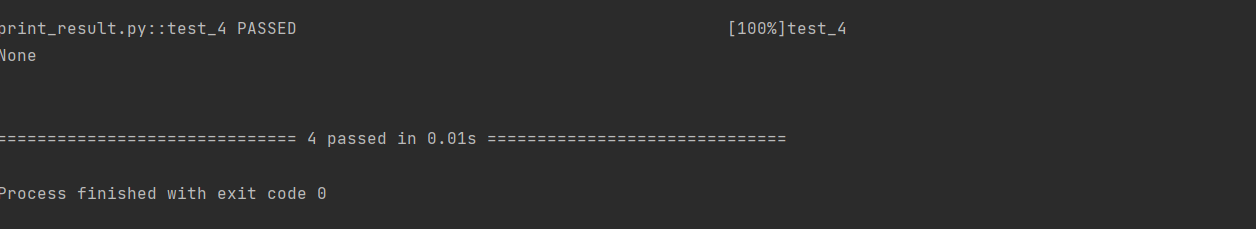 print_result.py::test_4 PASSED [100%]test_4
None
============================== 4 passed in 0.01s ==============================
Process finished with exit code 0